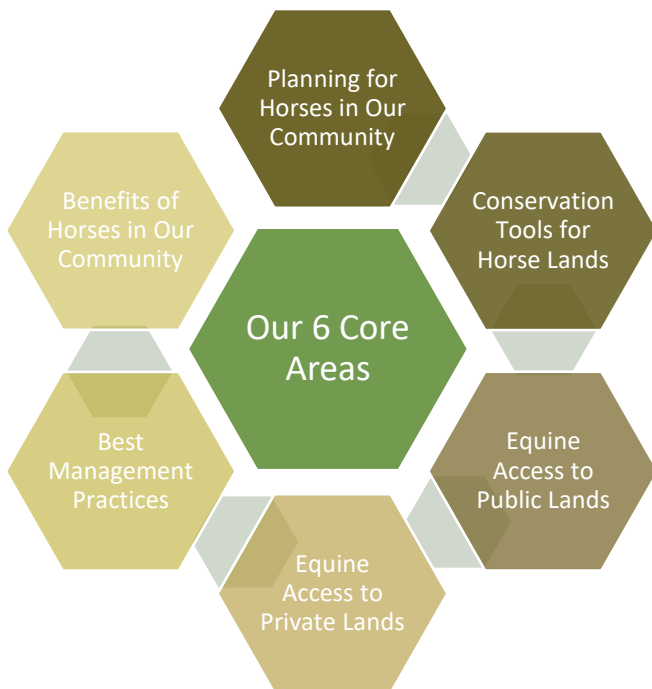 Planning for
Horses in Our
Community
Conservation
Tools for
Horse Lands
Equine
Access to
Public Lands
Equine
Access to
Private Lands
Best
Management
Practices
Benefits of
Horses in Our
Community
Our 6 Core
Areas